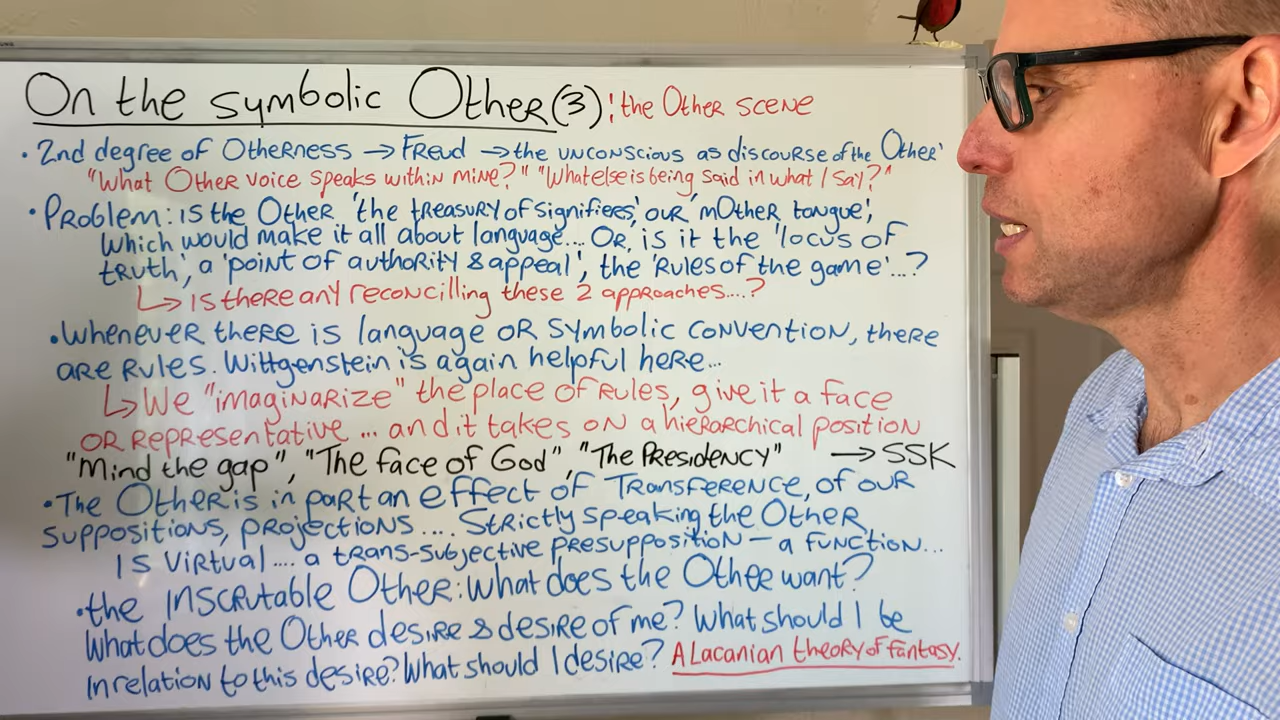 On the symbolic Other (3): the Other scene
• 2nd degree of Otherness → Freud → the unconscious as discourse of the Other'
"What Other voice speaks within mine?" "What else is being said in what I say?"
• Problem: is the Other 'the treasury of signifiers,' our 'mOther tongue',
which would make it all about language... Or, is it the 'locus of
truth', a 'point of authority & appeal', the 'rules of the game'...?
↳ is there any reconcilling these 2 approaches....?
• Whenever there is language or symbolic convention, there
are rules. Wittgenstein is again helpful here...
↳ We "imaginarize" the place of rules, give it a face
or representative ... and it takes on a hierarchical position
"Mind the gap", "The face of God", "The Presidency" → SSK
• The Other is in part an effect of transference, of our
suppositions, projections .... Strictly speaking the Other
is virtual .... a trans-subjective presupposition – a function...
• the inscrutable Other: What does the Other want?
What does the Other desire & desire of me? What should I be
in relation to this desire? What should I desire? A Lacanian theory of fantasy.